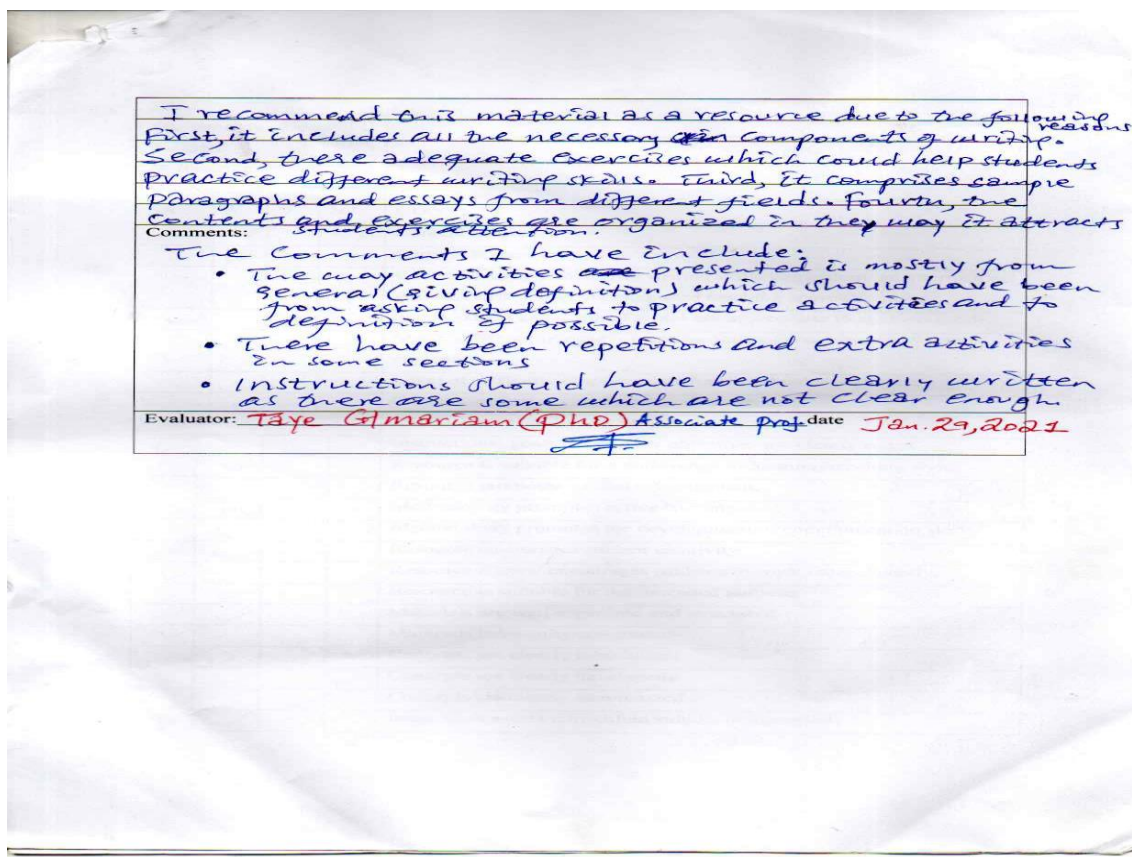 I recommend this material as a resource due to the following reasons
First, it includes all the necessary components of writing.
Second, there adequate exercises which could help students
practice different writing skills. Third, it comprises sample
paragraphs and essays from different fields. Fourth, the
contents and exercises are organized in they way it attracts
students' attention.
Comments:
The comments I have include:
• The way activities presented is mostly from
general (giving definition) which should have been
from asking students to practice activities and to
definition if possible.
• There have been repetitions and extra activities
in some sections
• Instructions should have been clearly written
as there are some which are not clear enough.
Evaluator: Taye G/mariam (PhD) Associate Prof. date Jan. 29, 2021